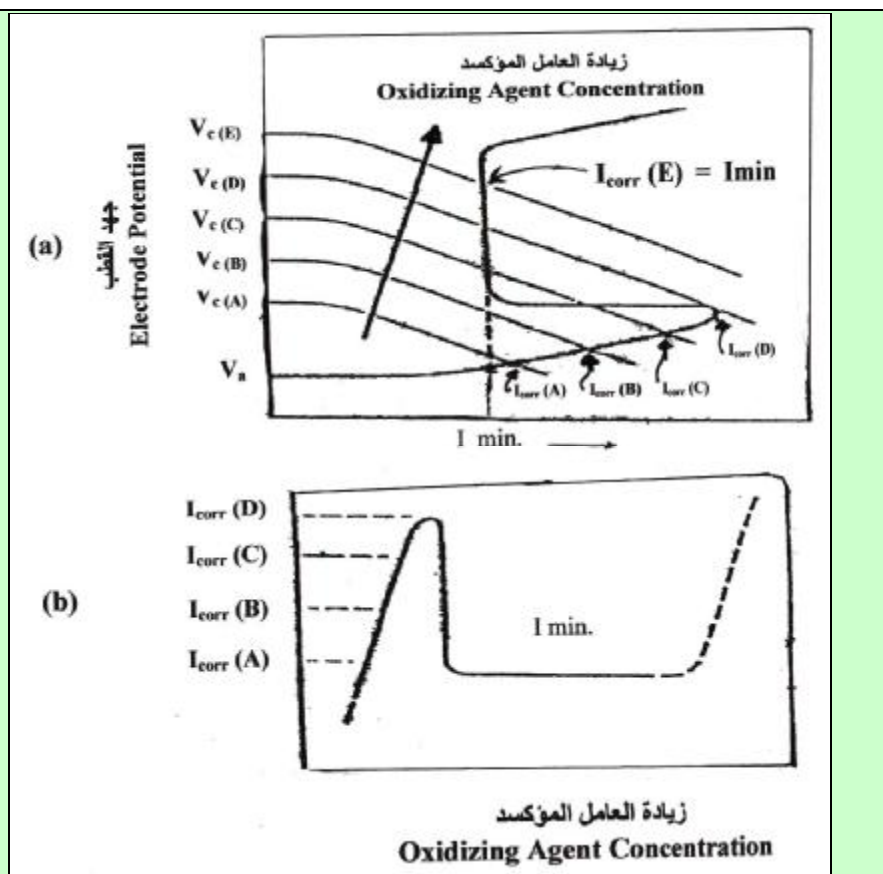 (a)
جهد القطب
Electrode Potential
زيادة العامل المؤكسد
Oxidizing Agent Concentration
Vc (E)
Vc (D)
Vc (C)
Vc (B)
Vc (A)
Va
Icorr (E) = Imin
Icorr (D)
Icorr (A)
Icorr (B)
Icorr (C)
I min.
(b)
Icorr (D)
Icorr (C)
Icorr (B)
Icorr (A)
I min.
زيادة العامل المؤكسد
Oxidizing Agent Concentration